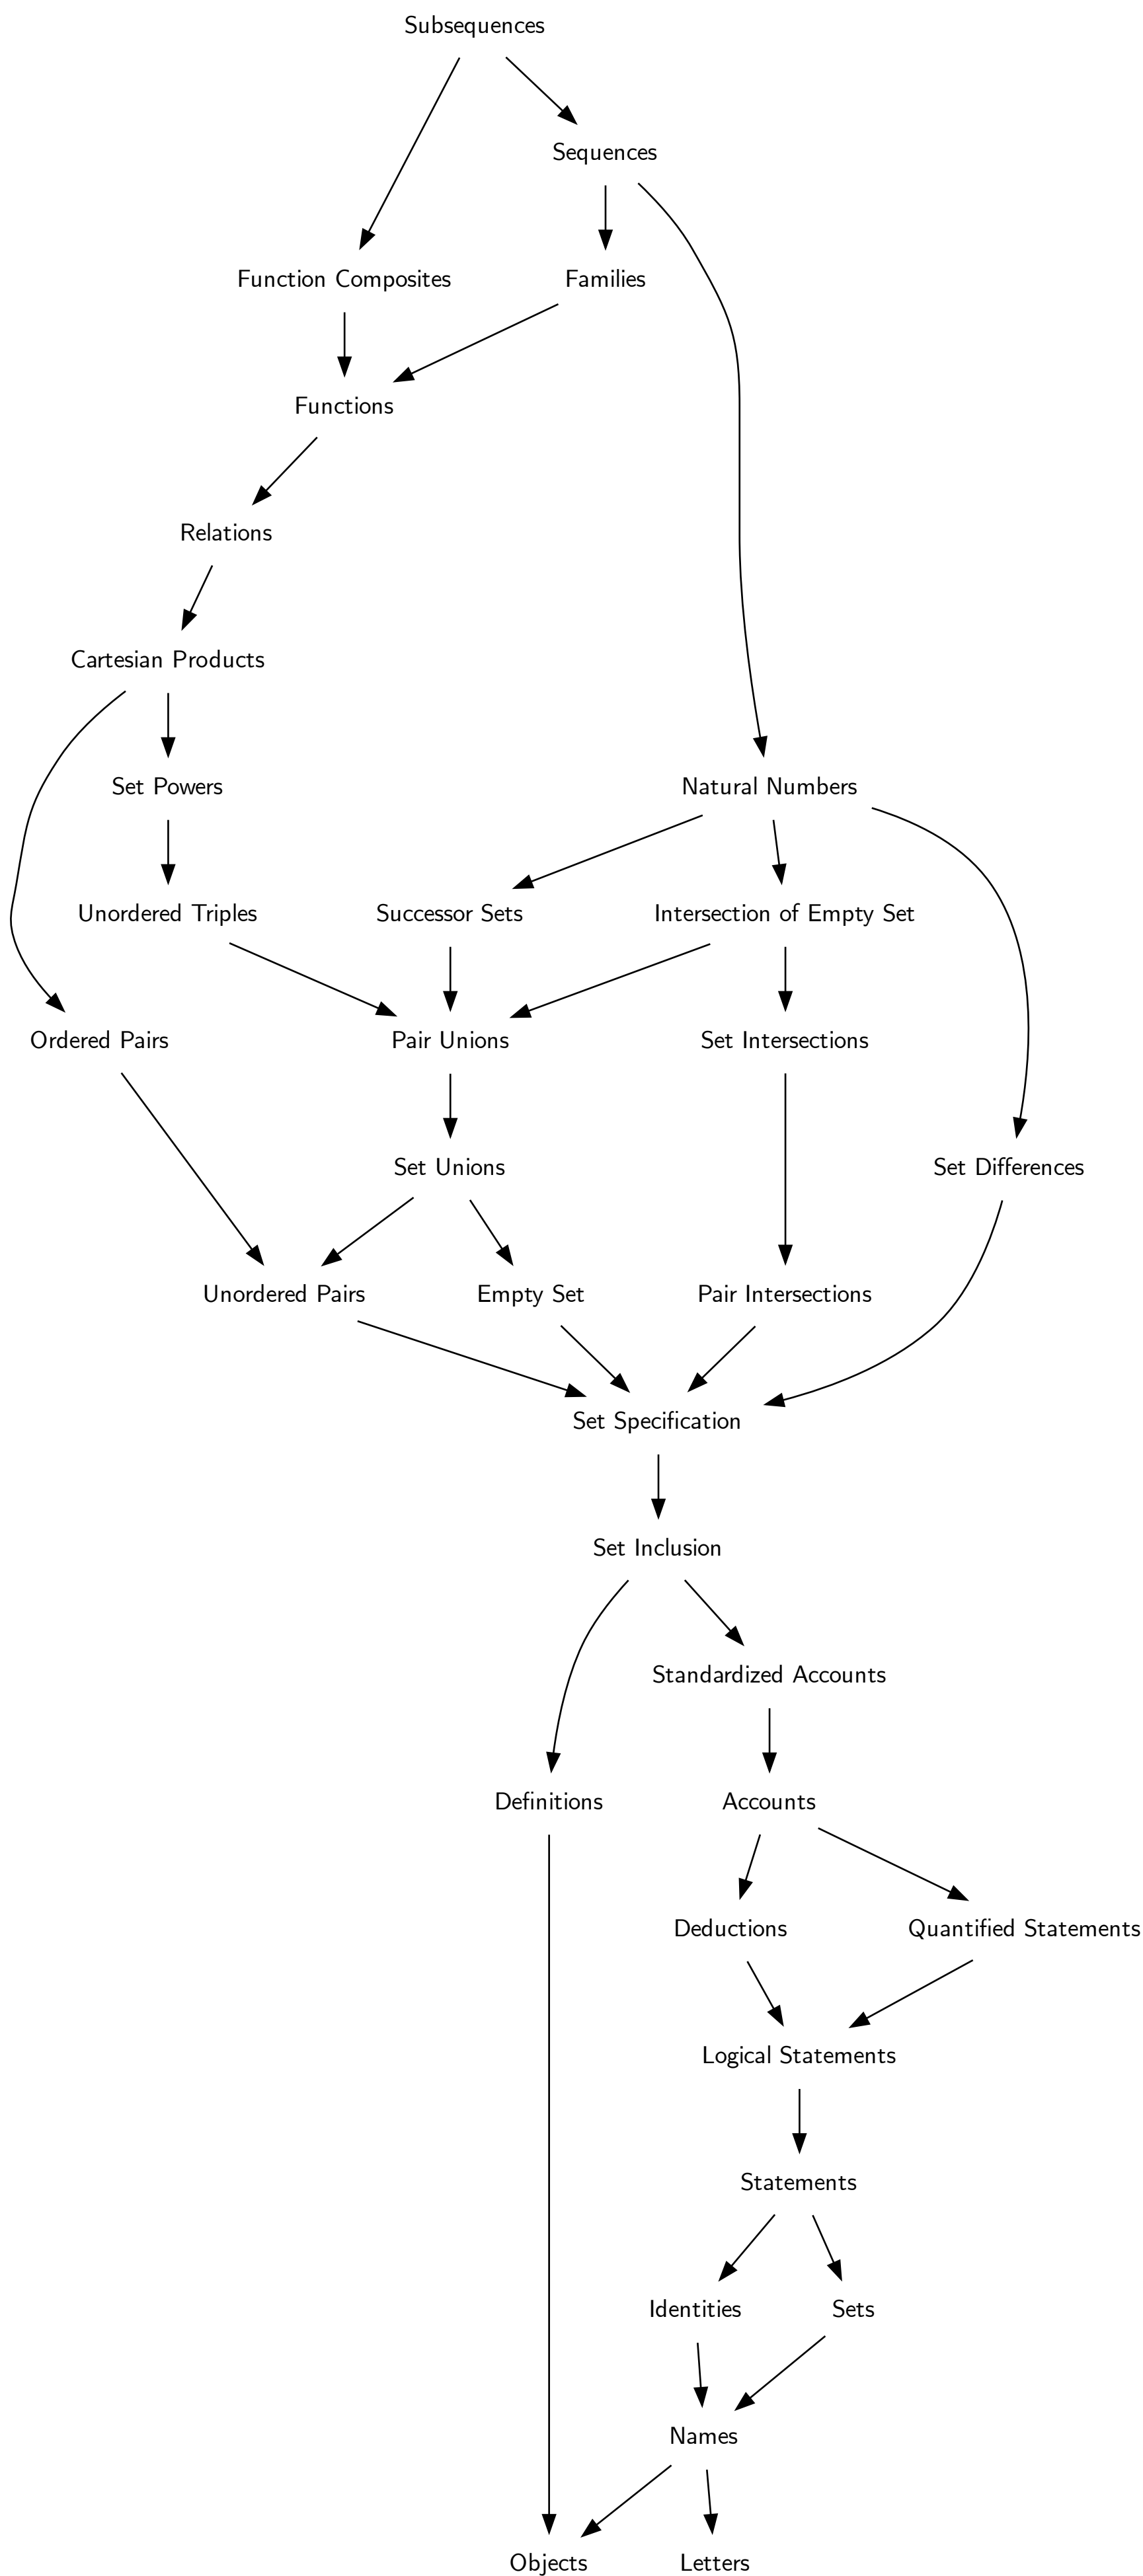 Subsequences
Sequences
Function Composites
Families
Functions
Relations
Cartesian Products
Set Powers
Natural Numbers
Unordered Triples
Successor Sets
Intersection of Empty Set
Ordered Pairs
Pair Unions
Set Intersections
Set Unions
Set Differences
Unordered Pairs
Empty Set
Pair Intersections
Set Specification
Set Inclusion
Standardized Accounts
Definitions
Accounts
Deductions
Quantified Statements
Logical Statements
Statements
Identities
Sets
Names
Objects
Letters